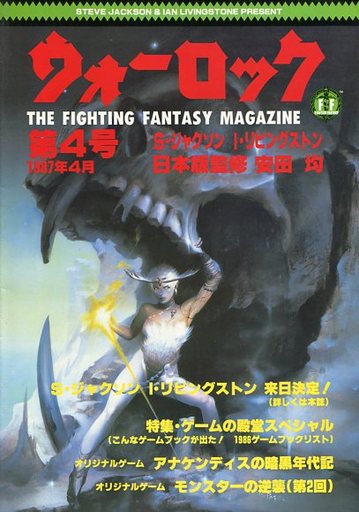 STEVE JACKSON & IAN LIVINGSTONE PRESENT
ウォーロック
THE FIGHTING FANTASY MAGAZINE
FF
第4号
1987年4月
S・ジャクソン I・リビングストン
日本版監修 安田 均
S・ジャクソン I・リビングストン 来日決定!
(詳しくは本誌)
特集・ゲームの殿堂スペシャル
(こんなゲームブックが出た! 1986ゲームブックリスト)
オリジナルゲーム アナケンディスの暗黒年代記
オリジナルゲーム モンスターの逆襲(第2回)